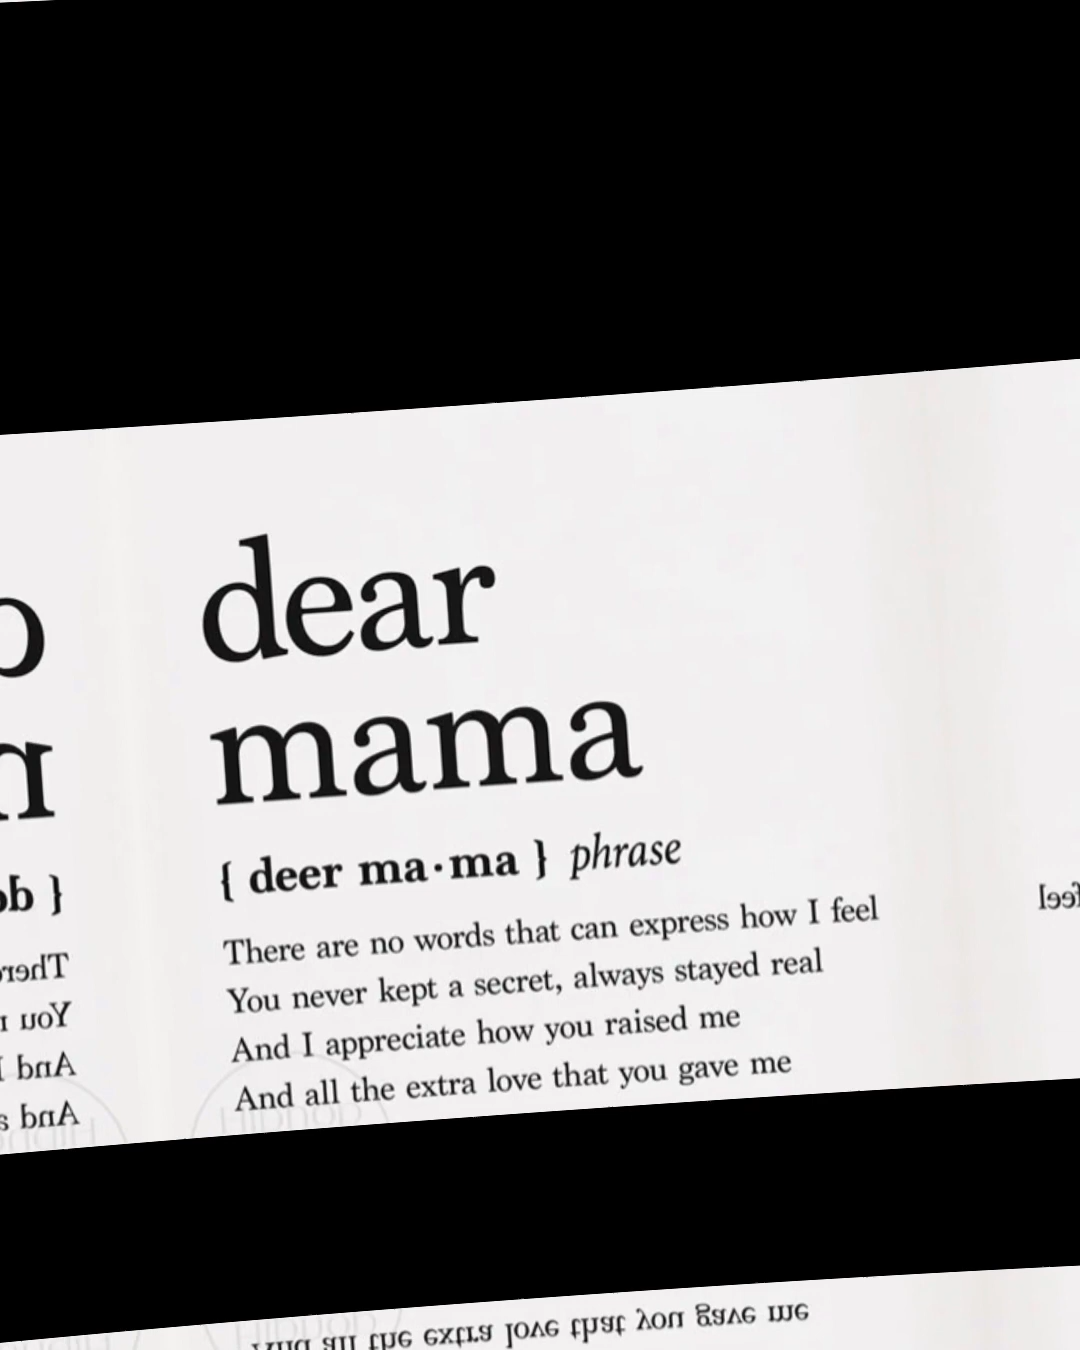 dear
mama
{ deer ma·ma } phrase
There are no words that can express how I feel
You never kept a secret, always stayed real
And I appreciate how you raised me
And all the extra love that you gave me